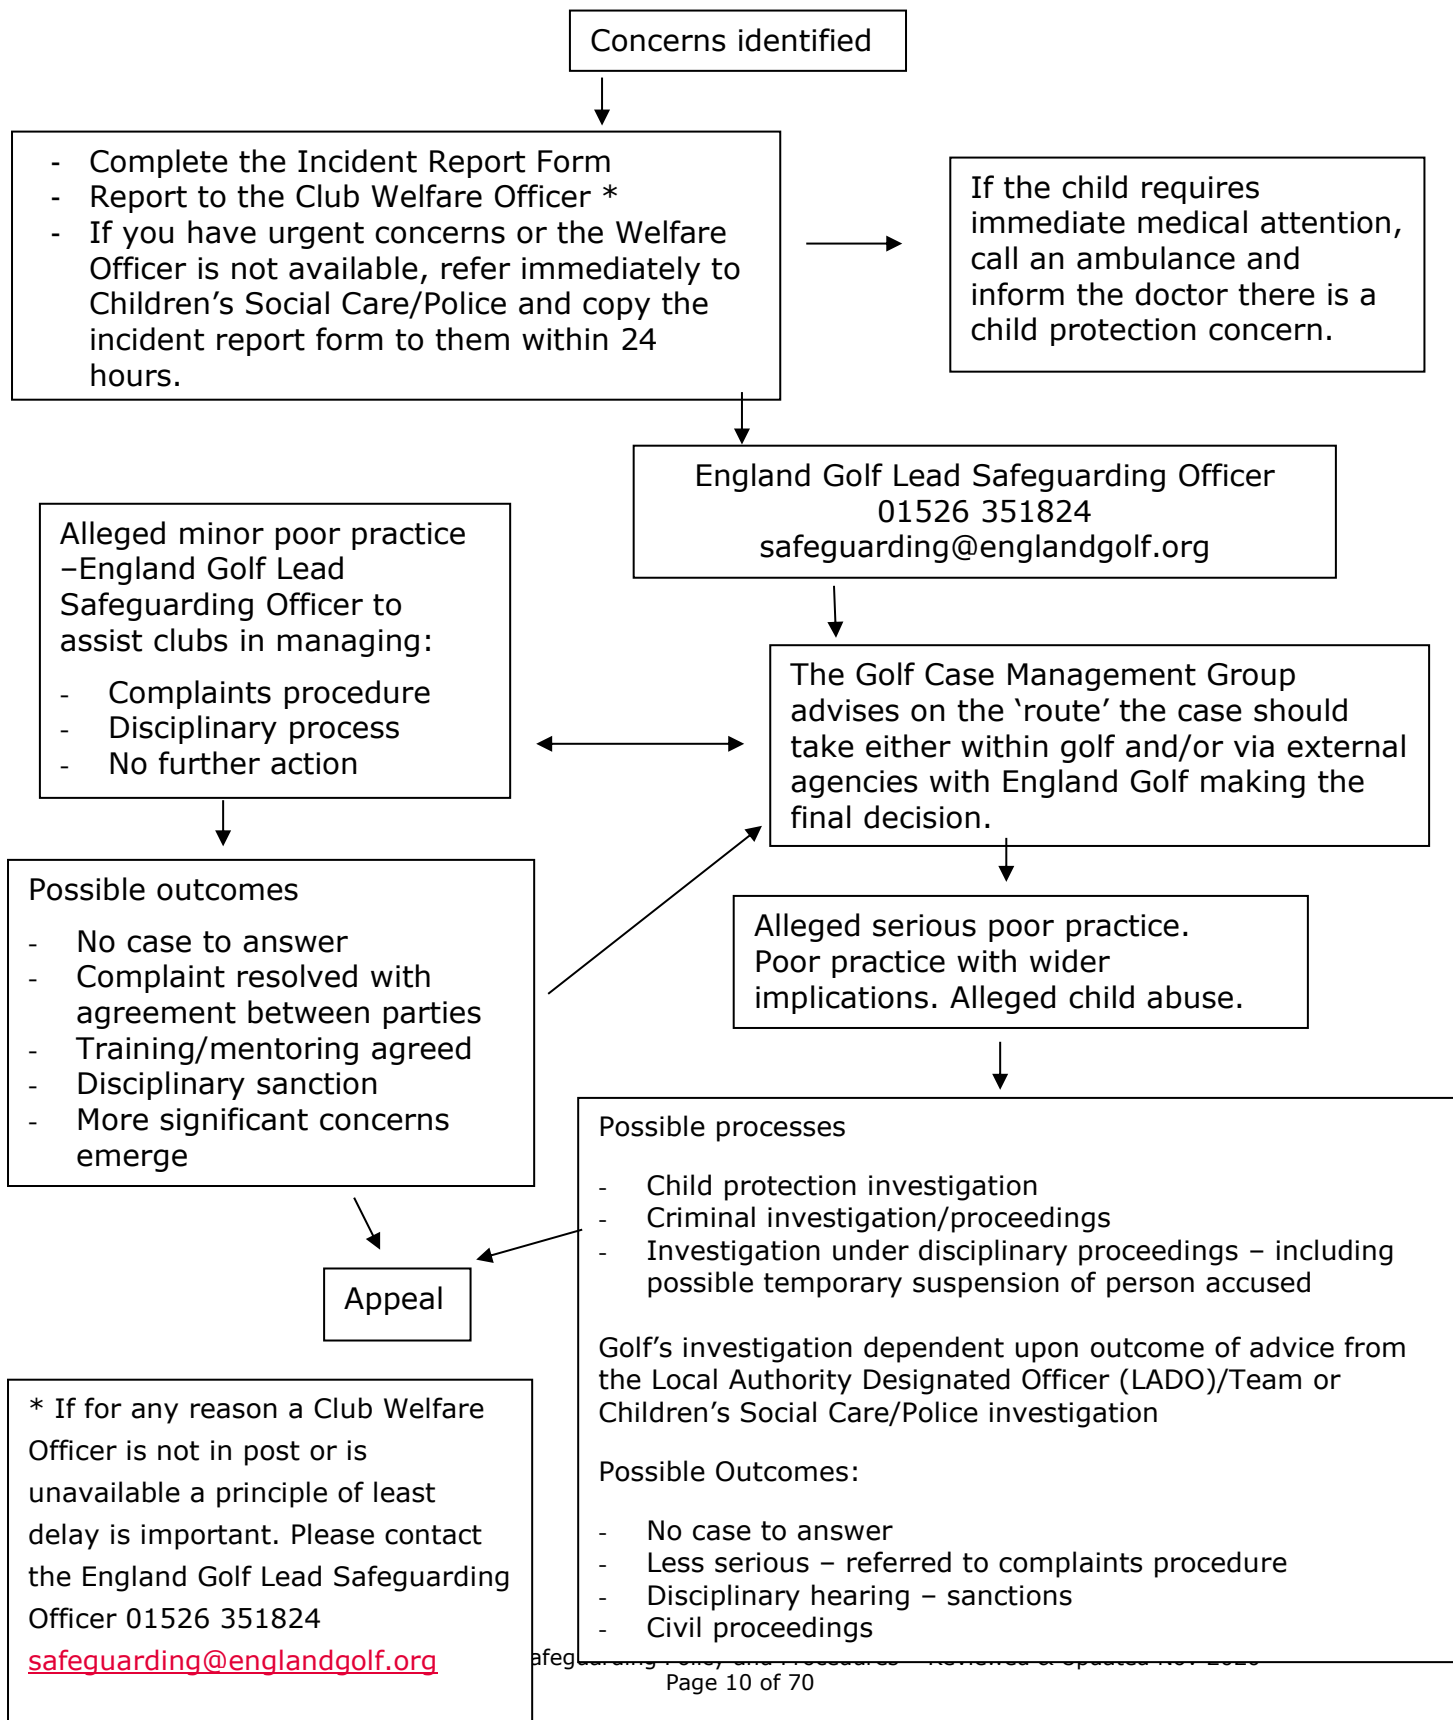 Concerns identified
- Complete the Incident Report Form
- Report to the Club Welfare Officer *
- If you have urgent concerns or the Welfare
Officer is not available, refer immediately to
Children’s Social Care/Police and copy the
incident report form to them within 24
hours.
If the child requires
immediate medical attention,
call an ambulance and
inform the doctor there is a
child protection concern.
England Golf Lead Safeguarding Officer
01526 351824
safeguarding@englandgolf.org
Alleged minor poor practice
–England Golf Lead
Safeguarding Officer to
assist clubs in managing:
- Complaints procedure
- Disciplinary process
- No further action
The Golf Case Management Group
advises on the ‘route’ the case should
take either within golf and/or via external
agencies with England Golf making the
final decision.
Possible outcomes
- No case to answer
- Complaint resolved with
agreement between parties
- Training/mentoring agreed
- Disciplinary sanction
- More significant concerns
emerge
Alleged serious poor practice.
Poor practice with wider
implications. Alleged child abuse.
Possible processes
- Child protection investigation
- Criminal investigation/proceedings
- Investigation under disciplinary proceedings – including
possible temporary suspension of person accused
Golf’s investigation dependent upon outcome of advice from
the Local Authority Designated Officer (LADO)/Team or
Children’s Social Care/Police investigation
Possible Outcomes:
- No case to answer
- Less serious – referred to complaints procedure
- Disciplinary hearing – sanctions
- Civil proceedings
Appeal
* If for any reason a Club Welfare
Officer is not in post or is
unavailable a principle of least
delay is important. Please contact
the England Golf Lead Safeguarding
Officer 01526 351824
safeguarding@englandgolf.org
Page 10 of 70